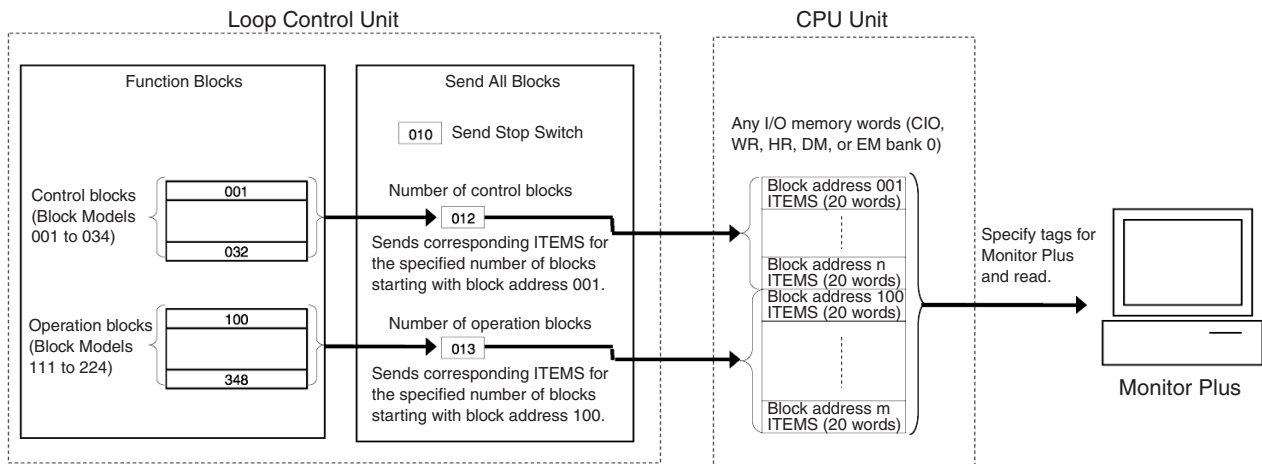 Loop Control Unit
CPU Unit
Function Blocks
Send All Blocks
010 Send Stop Switch
Any I/O memory words (CIO,
WR, HR, DM, or EM bank 0)
Control blocks
(Block Models
001 to 034)
001
032
Number of control blocks
012
Sends corresponding ITEMS for
the specified number of blocks
starting with block address 001.
Block address 001
ITEMS (20 words)
Block address n
ITEMS (20 words)
Block address 100
ITEMS (20 words)
Block address m
ITEMS (20 words)
Specify tags for
Monitor Plus
and read.
Operation blocks
(Block Models
111 to 224)
100
348
Number of operation blocks
013
Sends corresponding ITEMS for
the specified number of blocks
starting with block address 100.
Monitor Plus